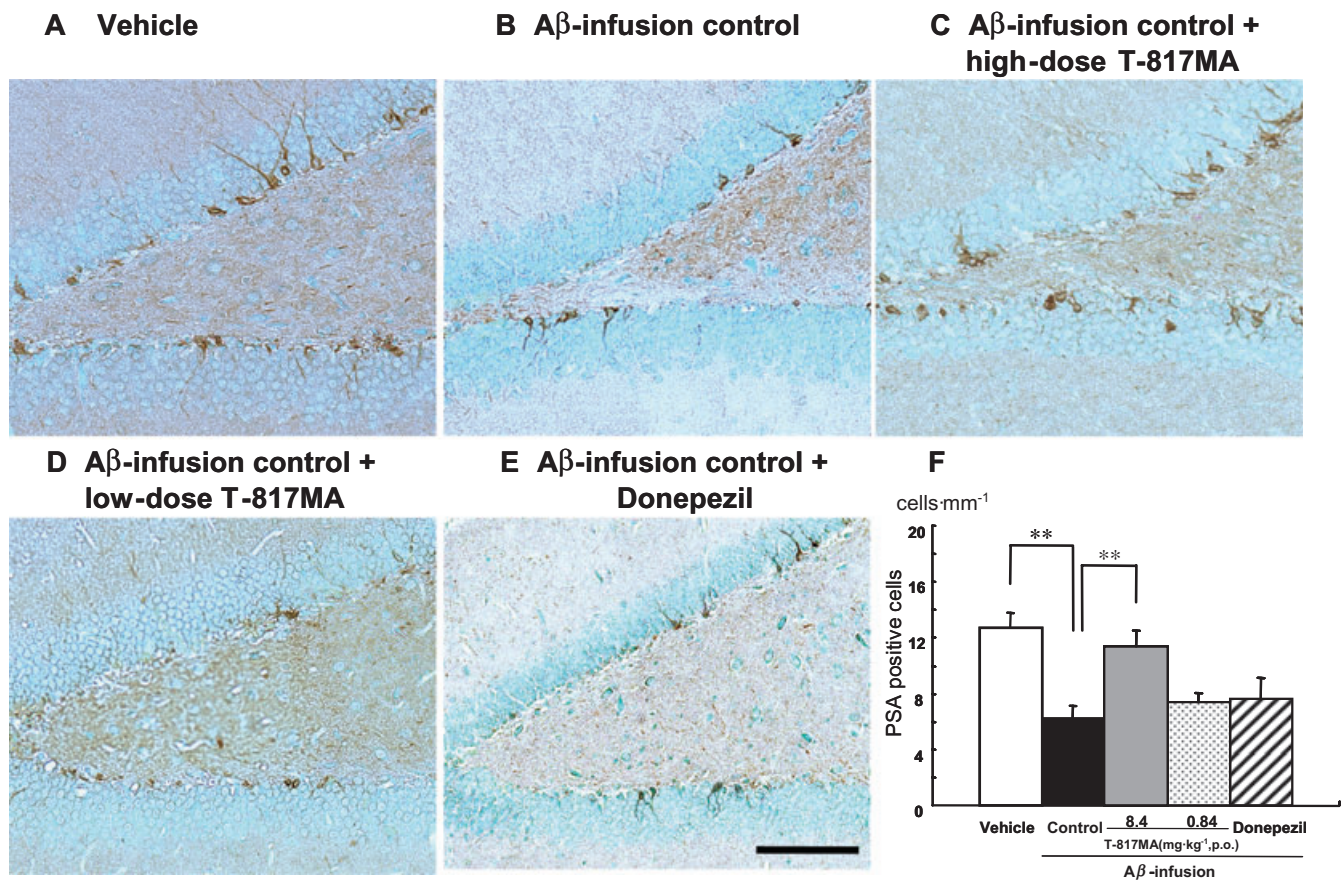 A Vehicle
B Aβ-infusion control
C Aβ-infusion control +
high-dose T-817MA
D Aβ-infusion control +
low-dose T-817MA
E Aβ-infusion control +
Donepezil
F
cells·mm⁻¹
PSA positive cells
20
16
12
8
4
0
**
**
Vehicle Control 8.4 0.84 Donepezil
T-817MA(mg·kg⁻¹,p.o.)
Aβ-infusion